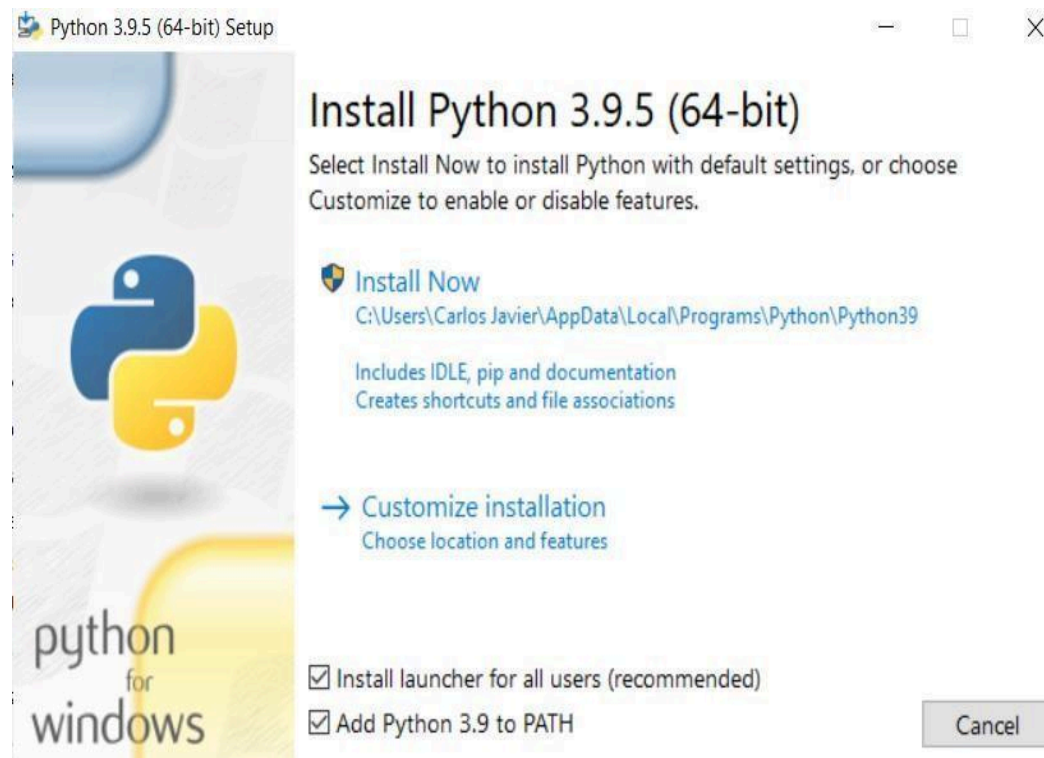 Python 3.9.5 (64-bit) Setup
Install Python 3.9.5 (64-bit)
Select Install Now to install Python with default settings, or choose
Customize to enable or disable features.
Install Now
C:\Users\Carlos Javier\AppData\Local\Programs\Python\Python39
Includes IDLE, pip and documentation
Creates shortcuts and file associations
Customize installation
Choose location and features
python
for
windows
Install launcher for all users (recommended)
Add Python 3.9 to PATH
Cancel